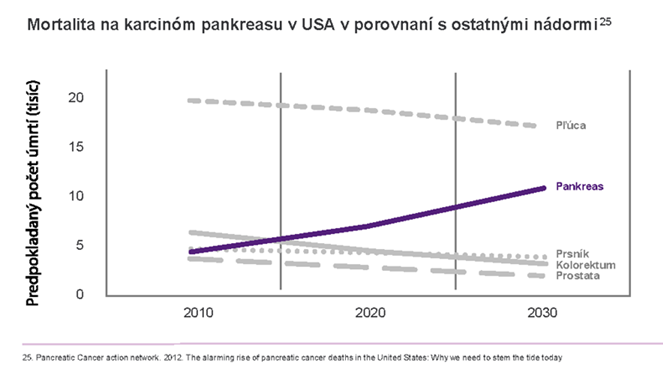 Mortalita na karcinóm pankreasu v USA v porovnaní s ostatnými nádormi25
Predpokladaný počet úmrtí (tisíc)
20
15
10
5
0
Pľúca
Pankreas
Prsník
Kolorektum
Prostata
2010
2020
2030
25. Pancreatic Cancer action network. 2012. The alarming rise of pancreatic cancer deaths in the United States: Why we need to stem the tide today